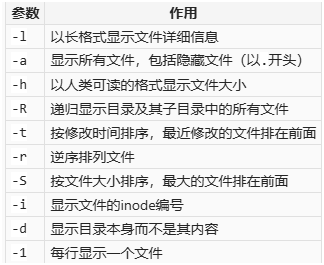 参数 作用
-l 以长格式显示文件详细信息
-a 显示所有文件，包括隐藏文件（以.开头）
-h 以人类可读的格式显示文件大小
-R 递归显示目录及其子目录中的所有文件
-t 按修改时间排序，最近修改的文件排在前面
-r 逆序排列文件
-S 按文件大小排序，最大的文件排在前面
-i 显示文件的inode编号
-d 显示目录本身而不是其内容
-1 每行显示一个文件